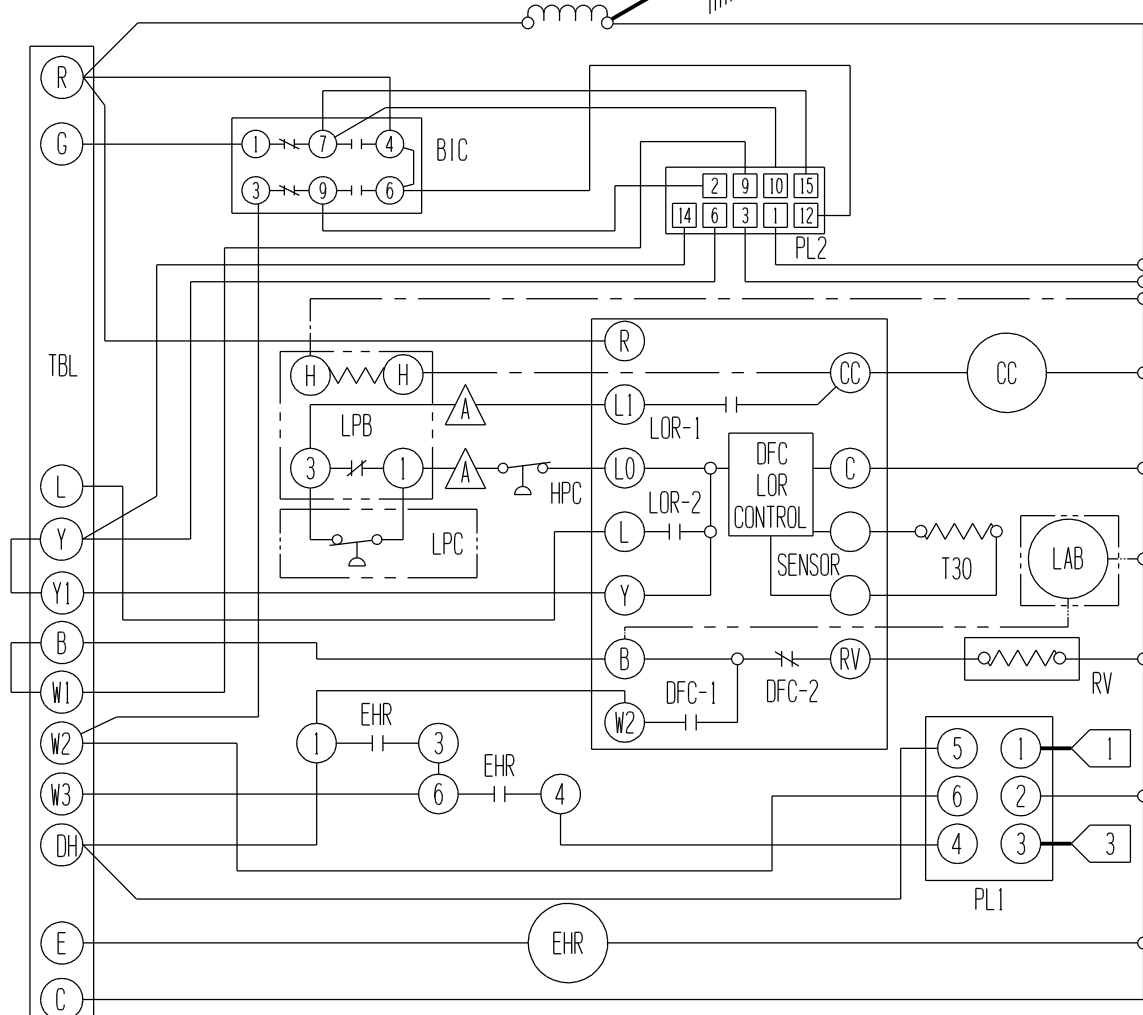 R
G
1 7 4
3 9 6
BIC
2 9 10 15
14 6 3 1 12
PL2
TBL
R
H H
CC
CC
L1
A
LPB
LOR-1
3 1
A
HPC
LO
LOR-2
DFC
LOR
CONTROL
C
L
L
LPC
SENSOR
T30
LAB
Y
Y1
Y
B
B
DFC-1
DFC-2
RV
RV
W1
W2
W2
1
EHR
3
EHR
W3
6
4
DH
5 1
1
6 2
4 3
3
PL1
E
EHR
C